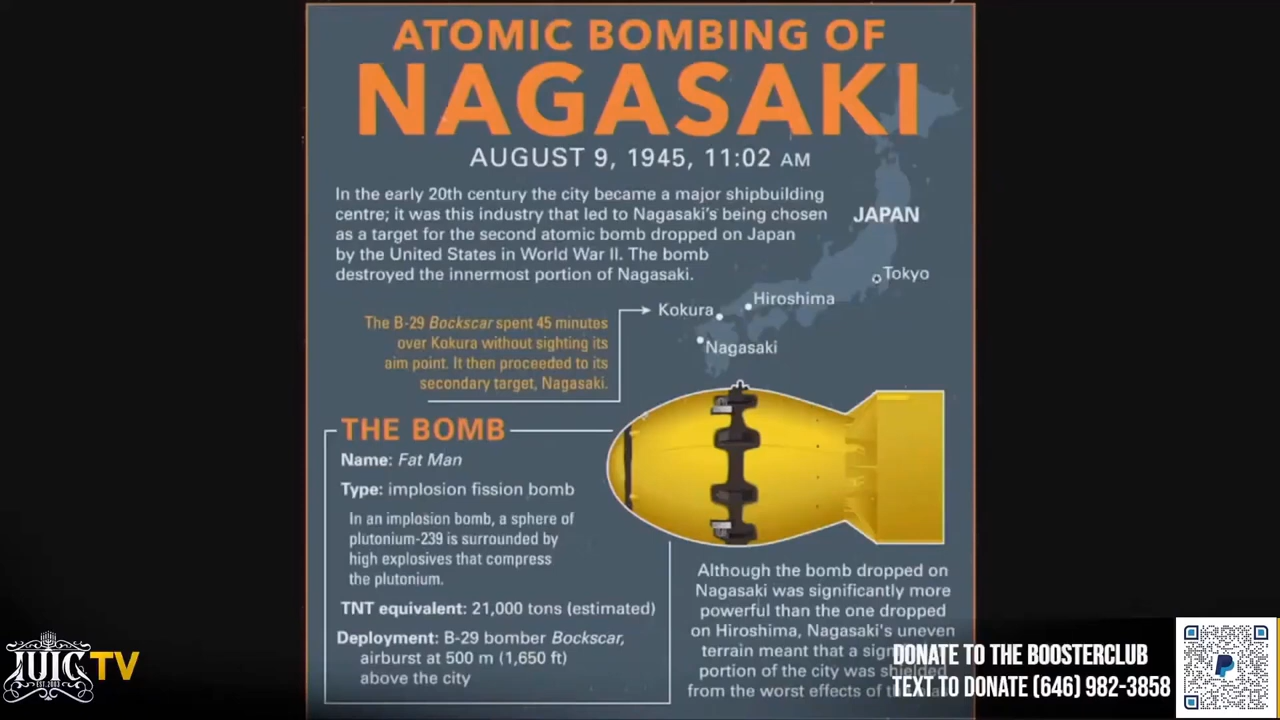 ATOMIC BOMBING OF
NAGASAKI
AUGUST 9, 1945, 11:02 AM
In the early 20th century the city became a major shipbuilding
centre; it was this industry that led to Nagasaki's being chosen
as a target for the second atomic bomb dropped on Japan
by the United States in World War II. The bomb
destroyed the innermost portion of Nagasaki.
JAPAN
Tokyo
Hiroshima
Kokura
Nagasaki
The B-29 Bockscar spent 45 minutes
over Kokura without sighting its
aim point. It then proceeded to its
secondary target, Nagasaki.
THE BOMB
Name: Fat Man
Type: implosion fission bomb
In an implosion bomb, a sphere of
plutonium-239 is surrounded by
high explosives that compress
the plutonium.
TNT equivalent: 21,000 tons (estimated)
Deployment: B-29 bomber Bockscar,
airburst at 500 m (1,650 ft)
above the city
Although the bomb dropped on
Nagasaki was significantly more
powerful than the one dropped
on Hiroshima, Nagasaki's uneven
terrain meant that a
portion of the city was shielded
from the worst effects of
IUIC TV
EST. 2003
DONATE TO THE BOOSTERCLUB
TEXT TO DONATE (646) 982-3858